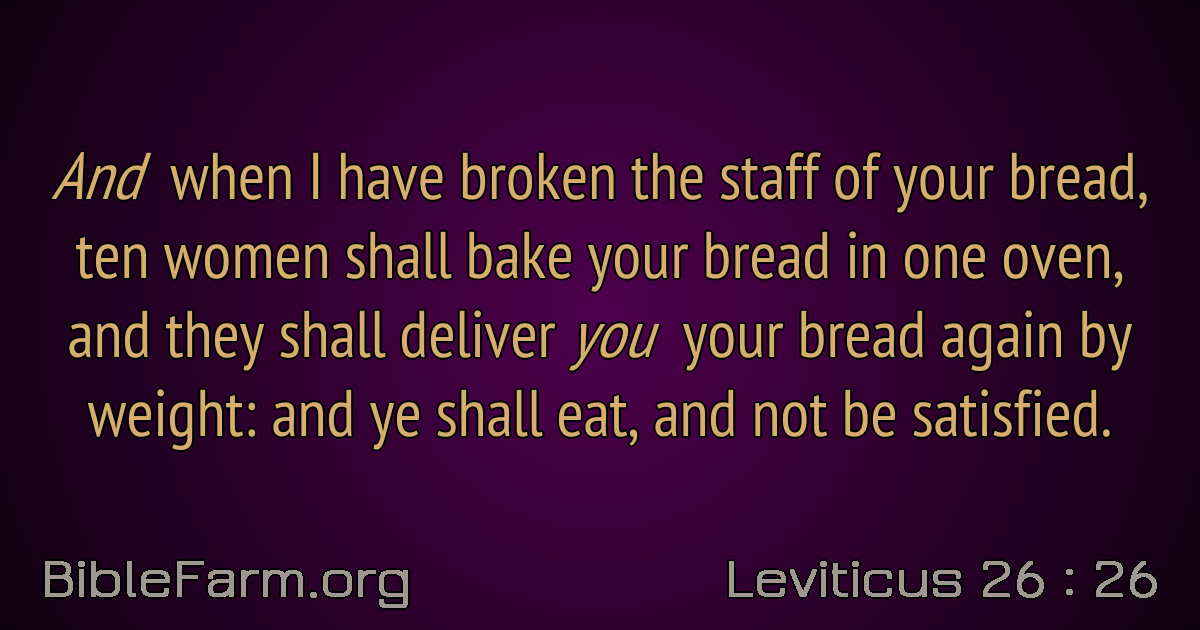 And when I have broken the staff of your bread,
ten women shall bake your bread in one oven,
and they shall deliver you your bread again by
weight: and ye shall eat, and not be satisfied.
BibleFarm.org
Leviticus 26 : 26